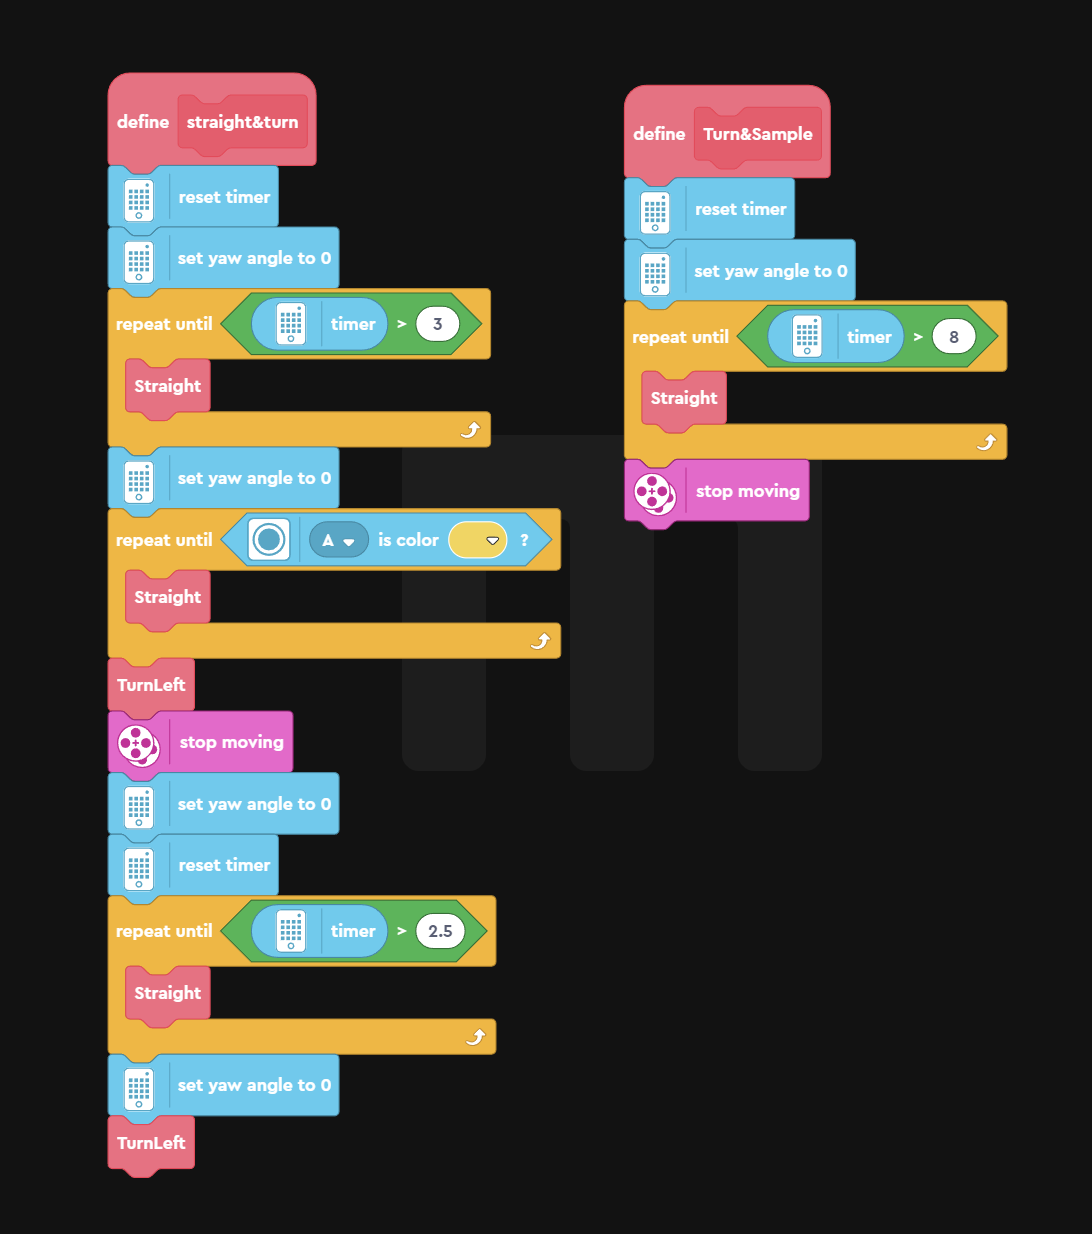 define straight&turn
reset timer
set yaw angle to 0
repeat until timer > 3
Straight
set yaw angle to 0
repeat until A is color ?
Straight
TurnLeft
stop moving
set yaw angle to 0
reset timer
repeat until timer > 2.5
Straight
set yaw angle to 0
TurnLeft
define Turn&Sample
reset timer
set yaw angle to 0
repeat until timer > 8
Straight
stop moving